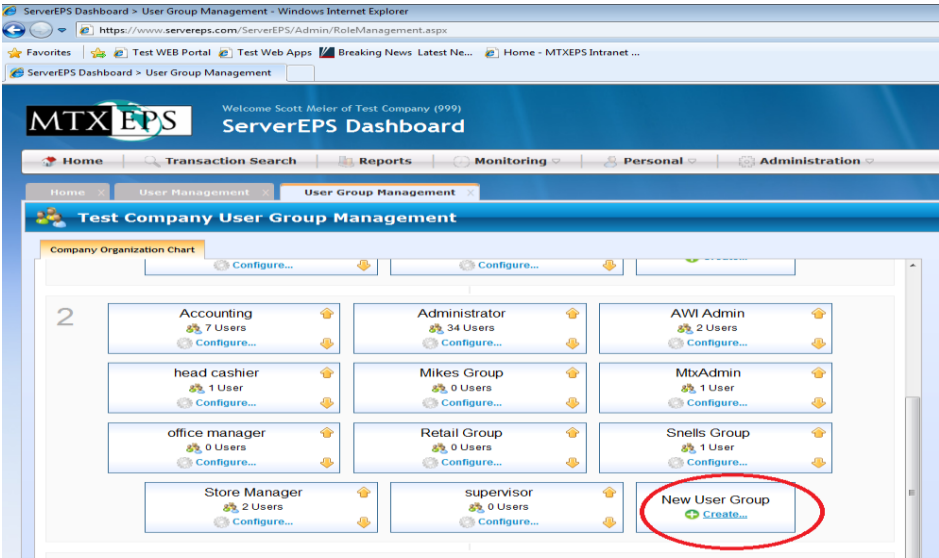 ServerEPS Dashboard > User Group Management - Windows Internet Explorer
https://www.servereps.com/ServerEPS/Admin/RoleManagement.aspx
Favorites Test WEB Portal Test Web Apps Breaking News Latest Ne... Home - MTXEPS Intranet ...
ServerEPS Dashboard > User Group Management
MTX EPS
Welcome Scott Meier of Test Company (999)
ServerEPS Dashboard
Home Transaction Search Reports Monitoring Personal Administration
Home X User Management X User Group Management X
Test Company User Group Management
Company Organization Chart
Configure... Configure... Create...
2
Accounting Administrator AWI Admin
7 Users 34 Users 2 Users
Configure... Configure... Configure...
head cashier Mikes Group MtxAdmin
1 User 0 Users 1 User
Configure... Configure... Configure...
office manager Retail Group Snells Group
0 Users 0 Users 1 User
Configure... Configure... Configure...
Store Manager supervisor New User Group
2 Users 0 Users Create...
Configure... Configure...